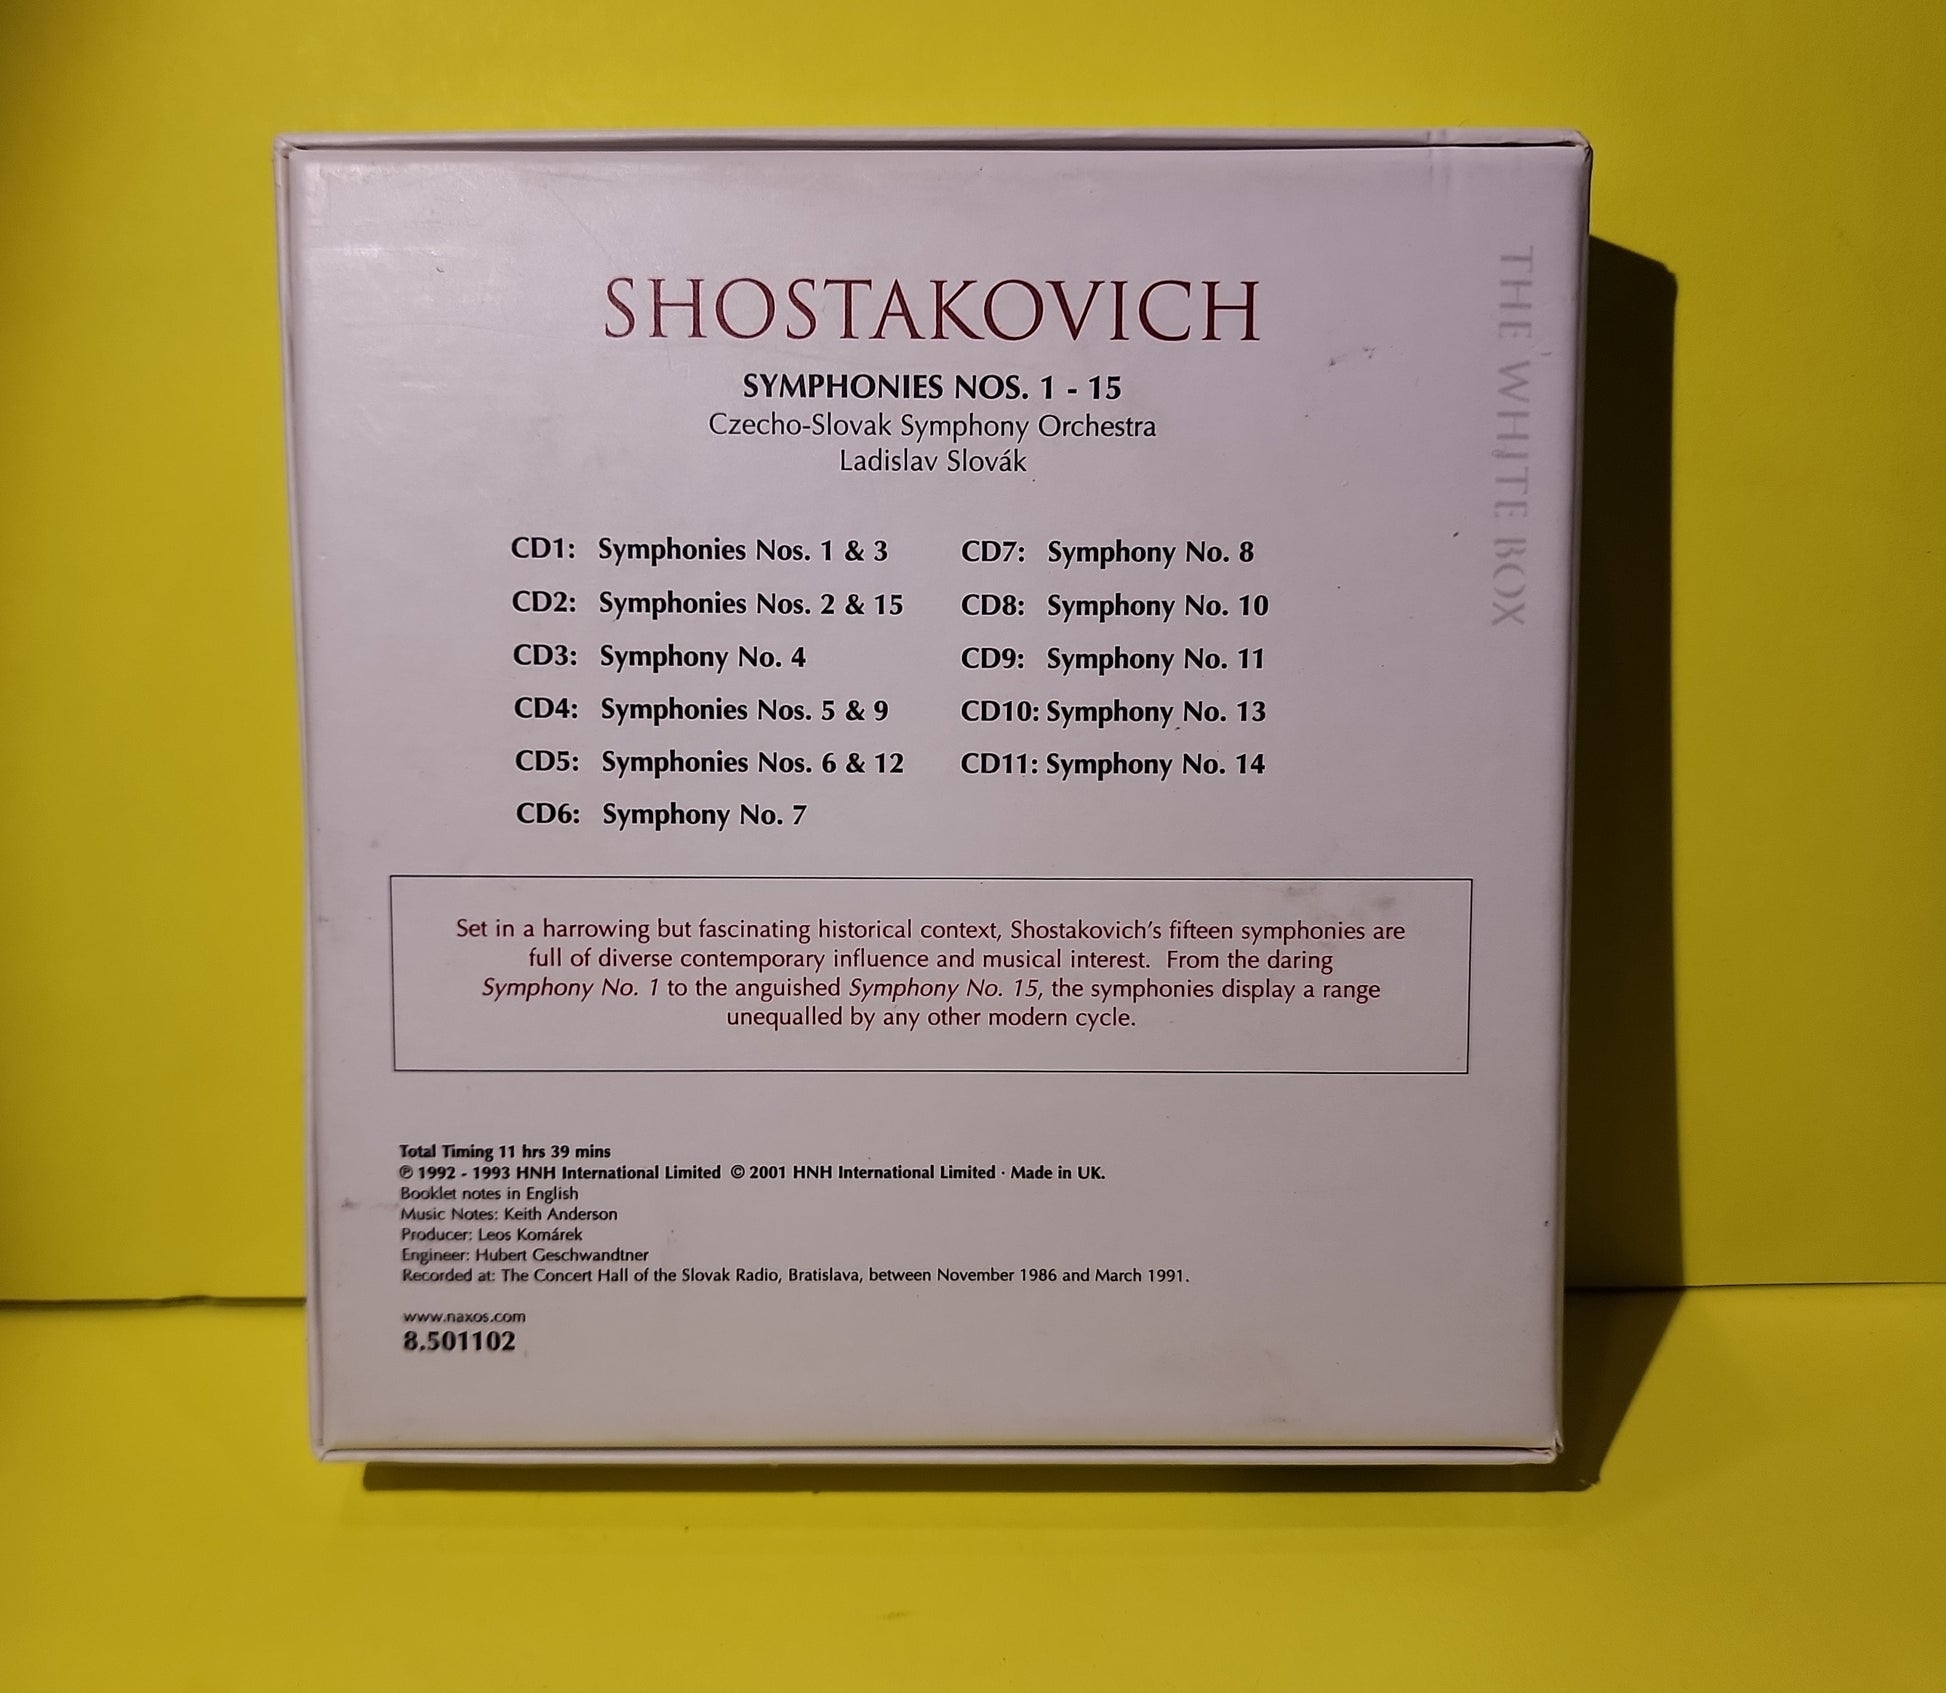 SHOSTAKOVICH
SYMPHONIES NOS. 1 - 15
Czecho-Slovak Symphony Orchestra
Ladislav Slovák
CD1: Symphonies Nos. 1 & 3
CD2: Symphonies Nos. 2 & 15
CD3: Symphony No. 4
CD4: Symphonies Nos. 5 & 9
CD5: Symphonies Nos. 6 & 12
CD6: Symphony No. 7
CD7: Symphony No. 8
CD8: Symphony No. 10
CD9: Symphony No. 11
CD10: Symphony No. 13
CD11: Symphony No. 14
THE WHITE BOX
Set in a harrowing but fascinating historical context, Shostakovich's fifteen symphonies are
full of diverse contemporary influence and musical interest. From the daring
Symphony No. 1 to the anguished Symphony No. 15, the symphonies display a range
unequalled by any other modern cycle.
Total Timing 11 hrs 39 mins
℗ 1992 - 1993 HNH International Limited © 2001 HNH International Limited · Made in UK.
Booklet notes in English
Music Notes: Keith Anderson
Producer: Leos Komárek
Engineer: Hubert Geschwandtner
Recorded at: The Concert Hall of the Slovak Radio, Bratislava, between November 1986 and March 1991.
www.naxos.com
8.501102